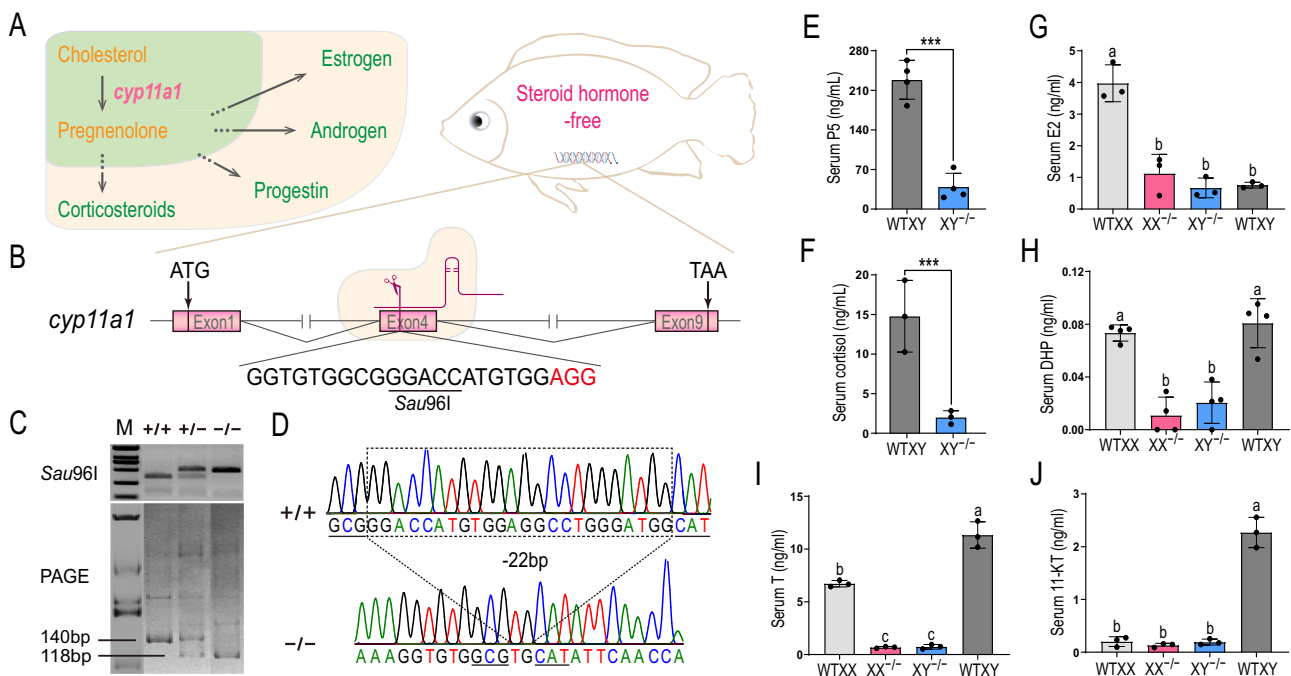 A
Cholesterol
cyp11a1
Pregnenolone
Corticosteroids
Estrogen
Androgen
Progestin
Steroid hormone
-free
B
ATG
TAA
cyp11a1
Exon1
Exon4
Exon9
GGTGTGGCGGGACCATGTGGAGG
Sau96I
C
M +/+ +/− −/−
Sau96I
PAGE
140bp
118bp
D
+/+
GCGGGACCATGTGGAGGCCTGGGATGGCAT
-22bp
−/−
AAAGGTGTGGCGTGCATATTCAACCA
E
Serum P5 (ng/mL)
280
210
140
70
0
***
WTXY XY−/−
F
Serum cortisol (ng/mL)
25
20
15
10
5
0
***
WTXY XY−/−
G
Serum E2 (ng/ml)
5
4
3
2
1
0
a b b b
WTXX XX−/− XY−/− WTXY
H
Serum DHP (ng/ml)
0.12
0.08
0.04
0.00
a b b a
WTXX XX−/− XY−/− WTXY
I
Serum T (ng/ml)
15
10
5
0
b c c a
WTXX XX−/− XY−/− WTXY
J
Serum 11-KT (ng/ml)
3
2
1
0
b b b a
WTXX XX−/− XY−/− WTXY